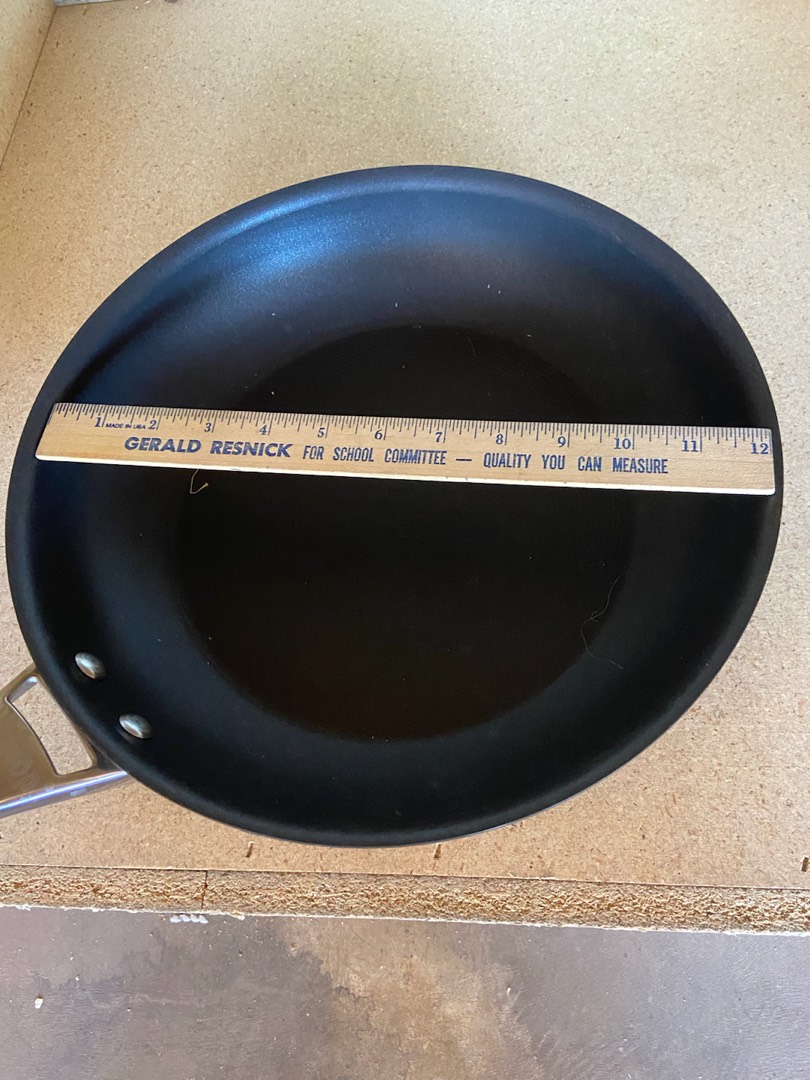 1 MADE IN USA 2 3 4 5 6 7 8 9 10 11 12
GERALD RESNICK FOR SCHOOL COMMITTEE — QUALITY YOU CAN MEASURE